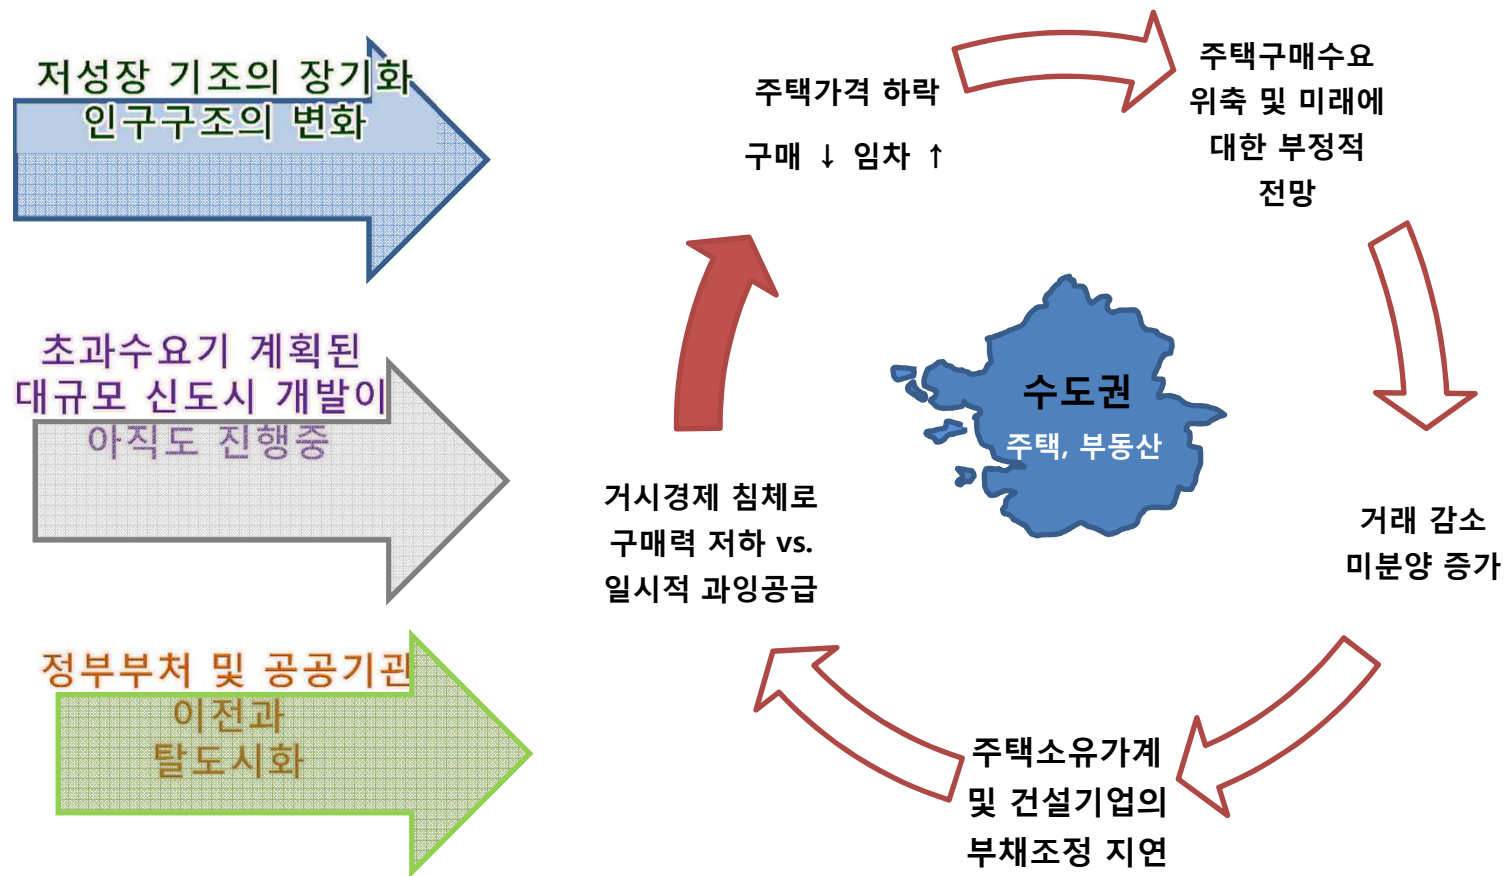 저성장 기조의 장기화
인구구조의 변화
초과수요기 계획된
대규모 신도시 개발이
아직도 진행중
정부부처 및 공공기관
이전과
탈도시화
주택가격 하락
구매 ↓ 임차 ↑
주택구매수요
위축 및 미래에
대한 부정적
전망
거래 감소
미분양 증가
주택소유가계
및 건설기업의
부채조정 지연
거시경제 침체로
구매력 저하 vs.
일시적 과잉공급
수도권
주택, 부동산